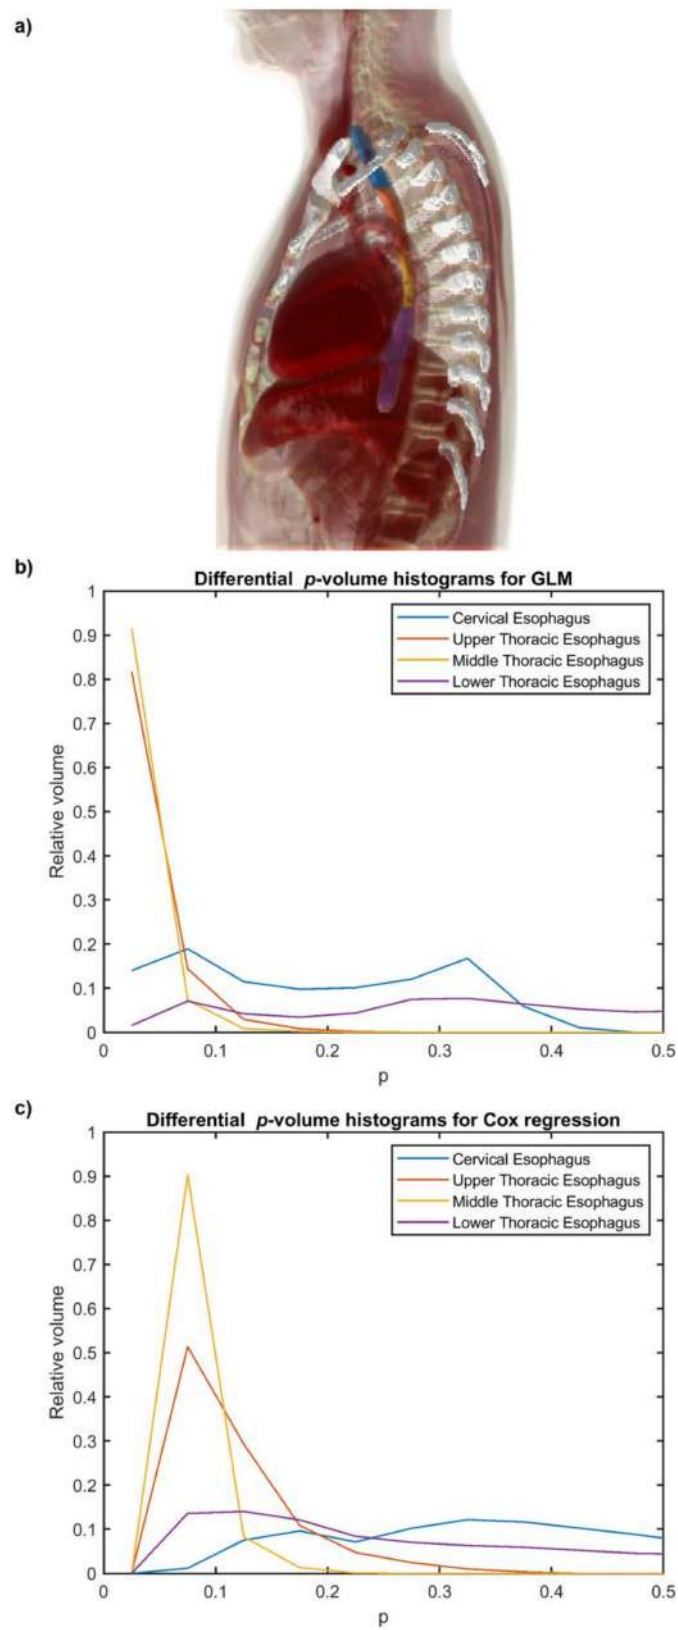 a)
b)
Differential p-volume histograms for GLM
1
0.9
0.8
0.7
0.6
0.5
0.4
0.3
0.2
0.1
0
Relative volume
Cervical Esophagus
Upper Thoracic Esophagus
Middle Thoracic Esophagus
Lower Thoracic Esophagus
0 0.1 0.2 0.3 0.4 0.5
p
c)
Differential p-volume histograms for Cox regression
1
0.9
0.8
0.7
0.6
0.5
0.4
0.3
0.2
0.1
0
Relative volume
Cervical Esophagus
Upper Thoracic Esophagus
Middle Thoracic Esophagus
Lower Thoracic Esophagus
0 0.1 0.2 0.3 0.4 0.5
p